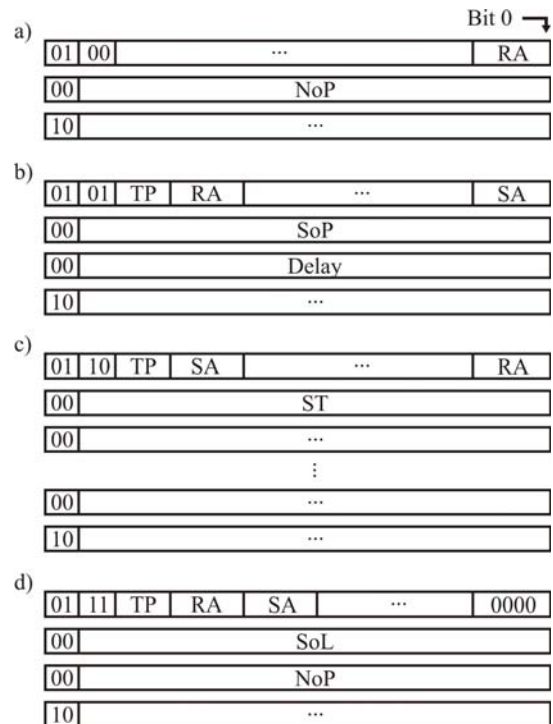 Bit 0
a)
01 00 ... RA
00 NoP
10 ...
b)
01 01 TP RA ... SA
00 SoP
00 Delay
10 ...
c)
01 10 TP SA ... RA
00 ST
00 ...
⋮
00 ...
10 ...
d)
01 11 TP RA SA ... 0000
00 SoL
00 NoP
10 ...